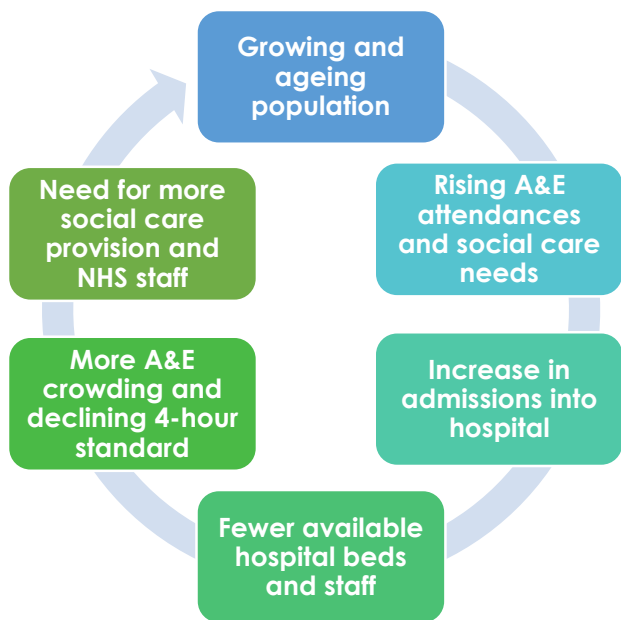 Growing and
ageing
population
Rising A&E
attendances
and social care
needs
Increase in
admissions into
hospital
Fewer available
hospital beds
and staff
More A&E
crowding and
declining 4-hour
standard
Need for more
social care
provision and
NHS staff